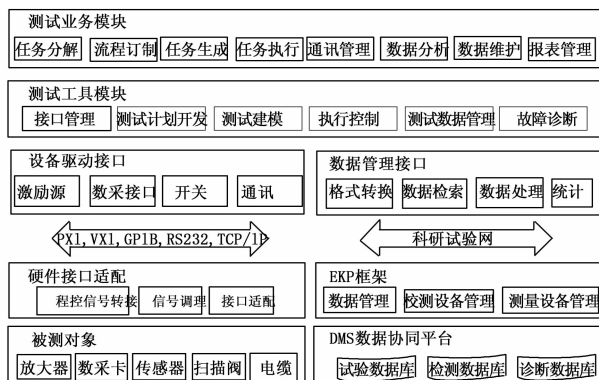 测试业务模块
任务分解 流程订制 任务生成 任务执行 通讯管理 数据分析 数据维护 报表管理
测试工具模块
接口管理 测试计划开发 测试建模 执行控制 测试数据管理 故障诊断
设备驱动接口
激励源 数采接口 开关 通讯
数据管理接口
格式转换 数据检索 数据处理 统计
PX1,VX1,GP1B,RS232,TCP/1P
科研试验网
硬件接口适配
程控信号转接 信号调理 接口适配
EKP框架
数据管理 校测设备管理 测量设备管理
被测对象
放大器 数采卡 传感器 扫描阀 电缆
DMS数据协同平台
试验数据库 检测数据库 诊断数据库